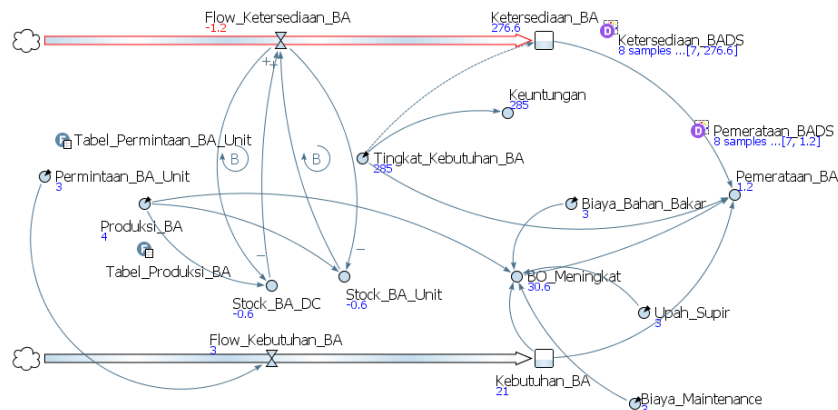 Flow_Ketersediaan_BA
-1.2
Ketersediaan_BA
276.6
D
Ketersediaan_BADS
8 samples ...[7, 276.6]
++
Keuntungan
285
Tabel_Permintaan_BA_Unit
D
Pemerataan_BADS
8 samples ...[7, 1.2]
B
B
Tingkat_Kebutuhan_BA
285
Permintaan_BA_Unit
3
Pemerataan_BA
1.2
Biaya_Bahan_Bakar
3
Produksi_BA
4
Tabel_Produksi_BA
–
–
Stock_BA_DC
-0.6
Stock_BA_Unit
-0.6
BO_Meningkat
30.6
Upah_Supir
3
Flow_Kebutuhan_BA
3
Kebutuhan_BA
21
Biaya_Maintenance